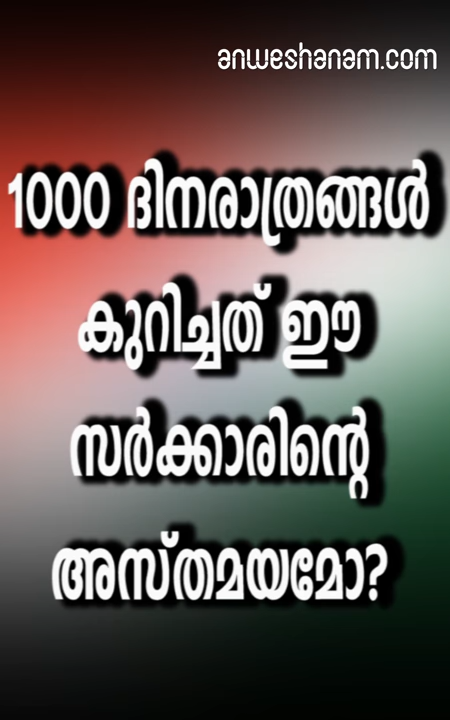 anweshanam.com
1000 ദിനരാത്രങ്ങൾ
കുറിച്ചത് ഈ
സർക്കാരിന്റെ
അസ്തമയമോ?